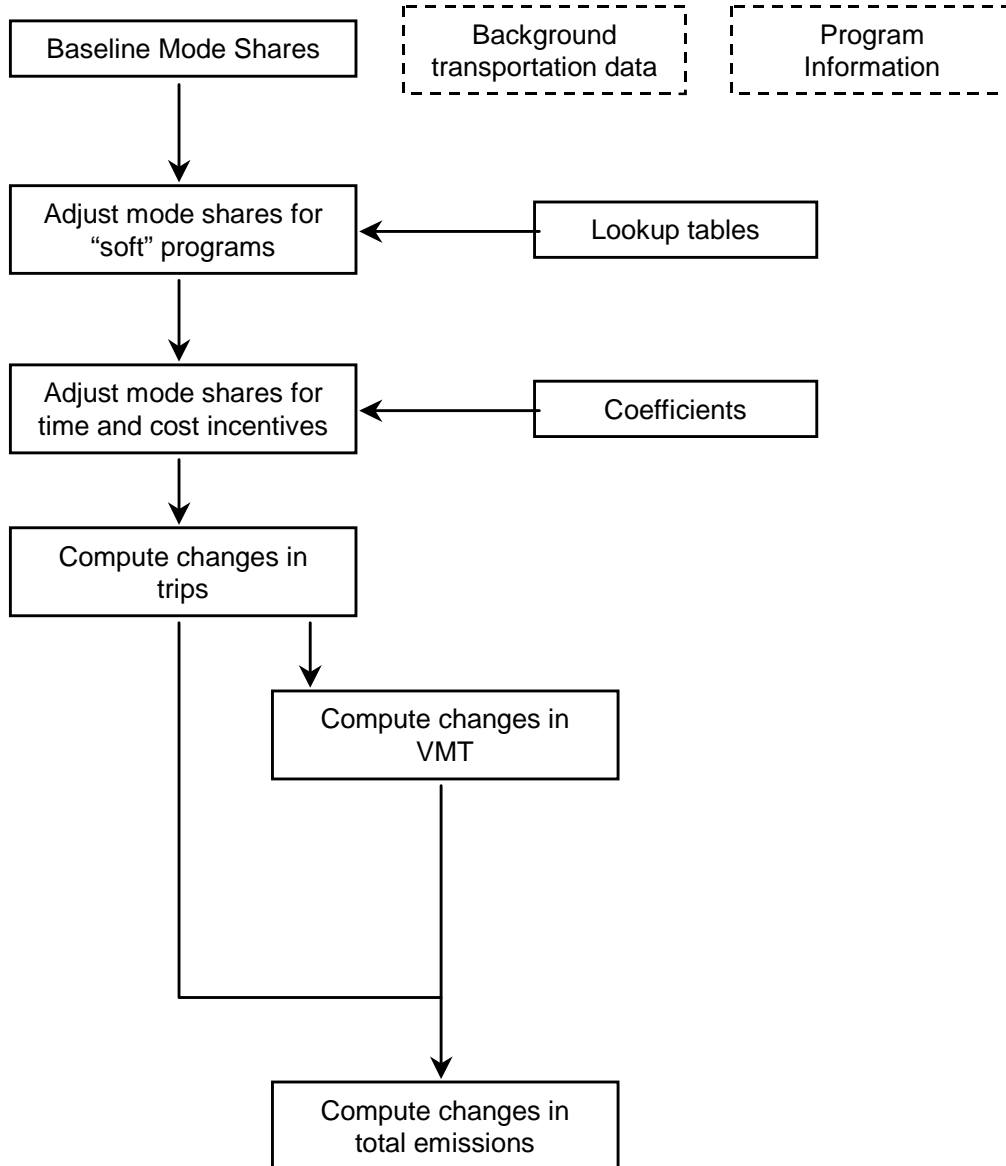 Baseline Mode Shares
Background
transportation data
Program
Information
Adjust mode shares for
“soft” programs
Lookup tables
Adjust mode shares for
time and cost incentives
Coefficients
Compute changes in
trips
Compute changes in
VMT
Compute changes in
total emissions